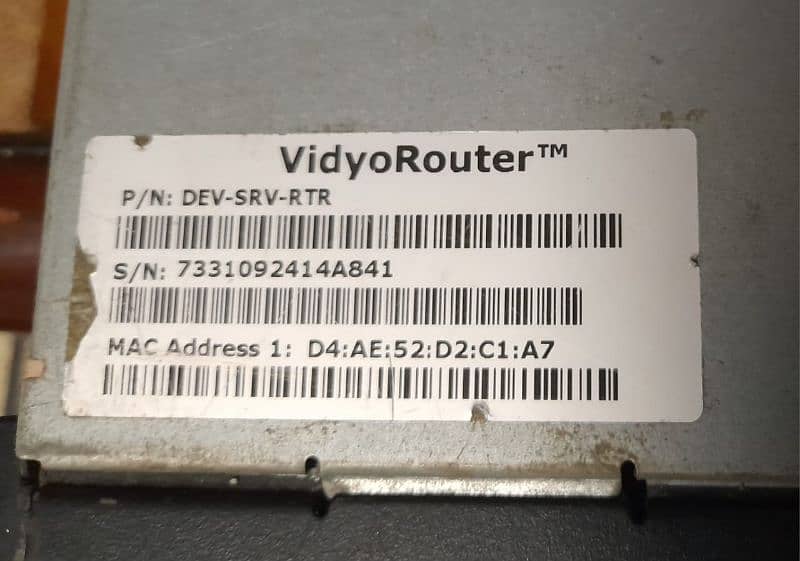 VidyoRouter™
P/N: DEV-SRV-RTR
S/N: 7331092414A841
MAC Address 1: D4:AE:52:D2:C1:A7